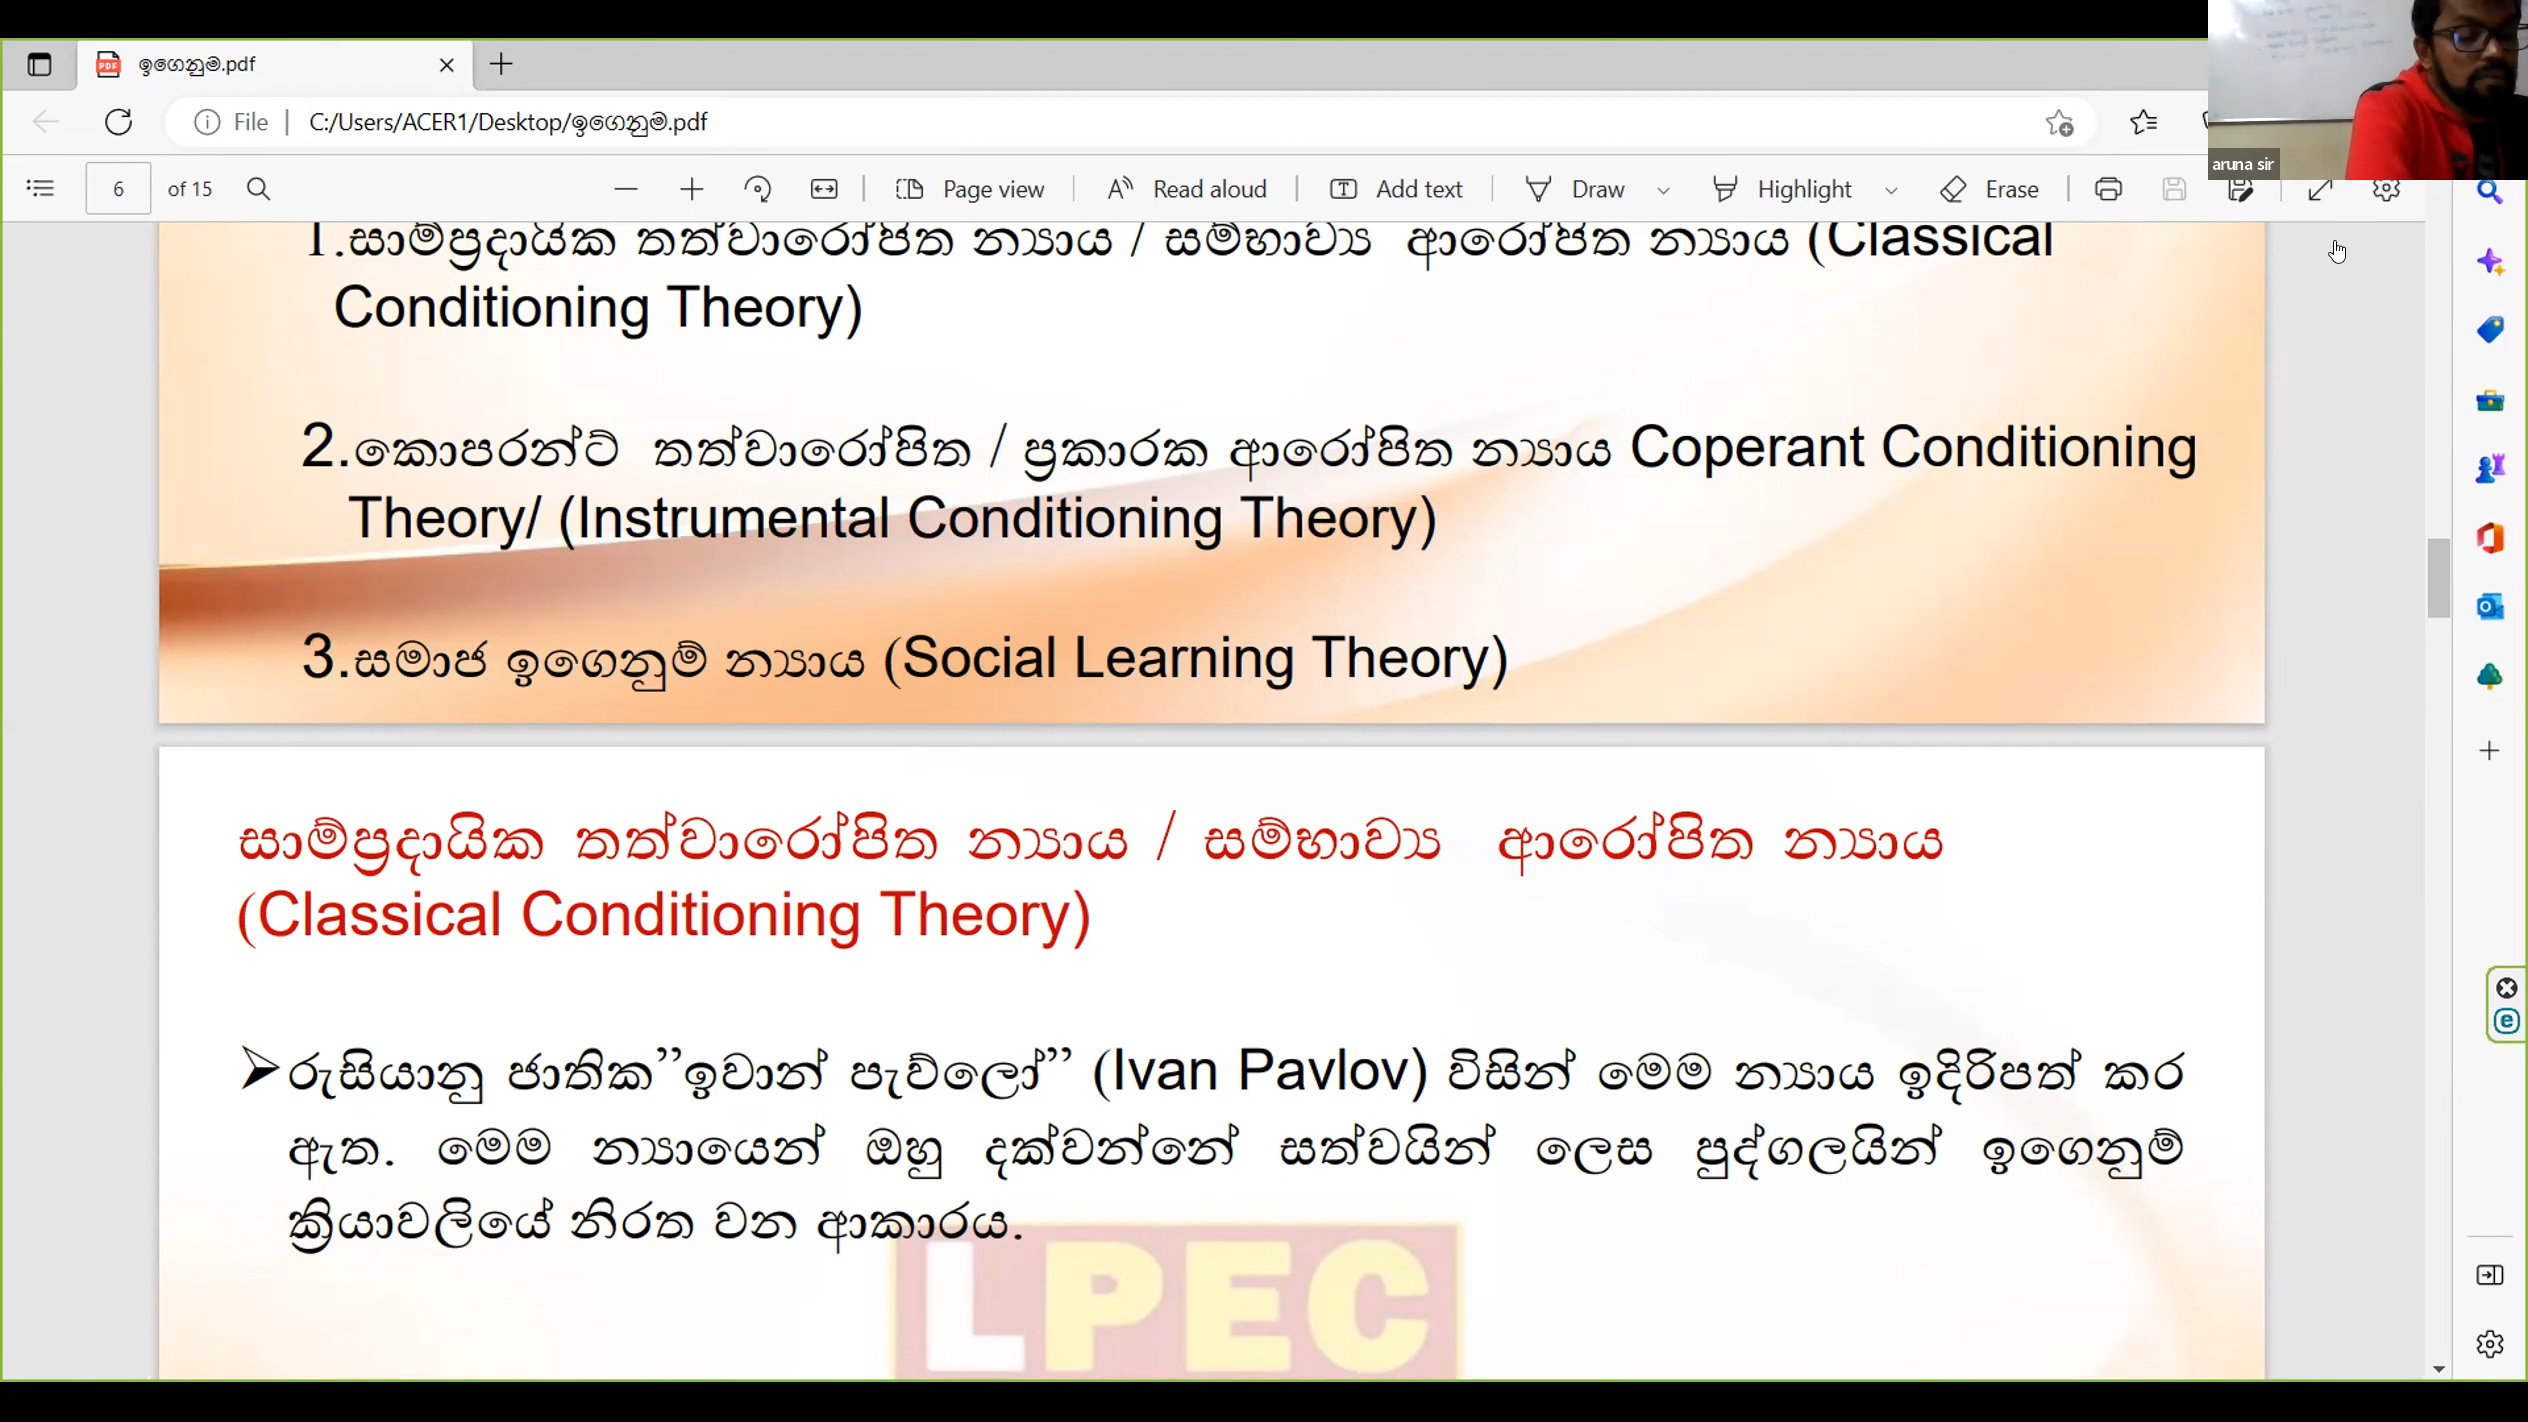 ඉගෙනුම.pdf
File
C:/Users/ACER1/Desktop/ඉගෙනුම.pdf
aruna sir
6 of 15
Page view
Read aloud
Add text
Draw
Highlight
Erase
1.සාම්ප්‍රදායික තත්වාරෝපිත න්‍යාය / සම්භාව්‍ය ආරෝපිත න්‍යාය (Classical
Conditioning Theory)
2.කොපරන්ට් තත්වාරෝපිත / ප්‍රකාරක ආරෝපිත න්‍යාය Coperant Conditioning
Theory/ (Instrumental Conditioning Theory)
3.සමාජ ඉගෙනුම් න්‍යාය (Social Learning Theory)
සාම්ප්‍රදායික තත්වාරෝපිත න්‍යාය / සම්භාව්‍ය ආරෝපිත න්‍යාය
(Classical Conditioning Theory)
➢රුසියානු ජාතික”ඉවාන් පැව්ලෝ” (Ivan Pavlov) විසින් මෙම න්‍යාය ඉදිරිපත් කර
ඇත. මෙම න්‍යායෙන් ඔහු දක්වන්නේ සත්වයින් ලෙස පුද්ගලයින් ඉගෙනුම්
ක්‍රියාවලියේ නිරත වන ආකාරය.
LPEC